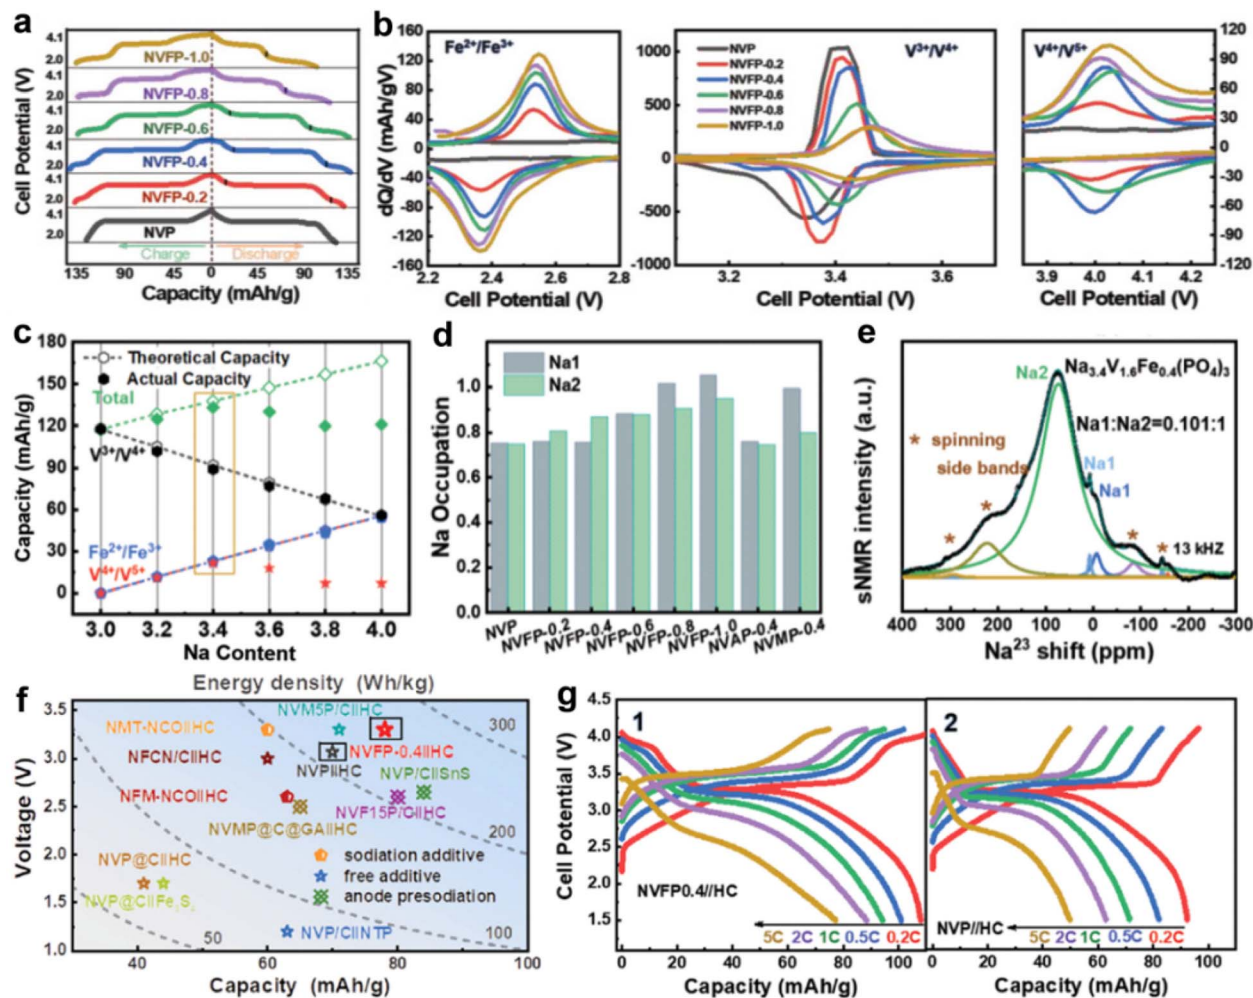 a
4.1
2.0
NVFP-1.0
4.1
2.0
NVFP-0.8
4.1
2.0
NVFP-0.6
4.1
2.0
NVFP-0.4
4.1
2.0
NVFP-0.2
4.1
2.0
NVP
Charge
Discharge
135 90 45 0 45 90 135
Capacity (mAh/g)
Cell Potential (V)
b
Fe²⁺/Fe³⁺
160
120
80
40
0
-40
-80
-120
-160
dQ/dV (mAh/gV)
2.2 2.4 2.6 2.8
Cell Potential (V)
V³⁺/V⁴⁺
NVP
NVFP-0.2
NVFP-0.4
NVFP-0.6
NVFP-0.8
NVFP-1.0
1000
500
0
-500
-1000
3.2 3.4 3.6
Cell Potential (V)
V⁴⁺/V⁵⁺
120
90
60
30
0
-30
-60
-90
-120
4.0 4.2
Cell Potential (V)
c
Theoretical Capacity
Actual Capacity
Total
V³⁺/V⁴⁺
Fe²⁺/Fe³⁺
V⁴⁺/V⁵⁺
180
150
120
90
60
30
0
Capacity (mAh/g)
3.0 3.2 3.4 3.6 3.8 4.0
Na Content
d
Na1
Na2
1.0
0.8
0.6
0.4
0.2
0.0
Na Occupation
NVP NVFP-0.2 NVFP-0.4 NVFP-0.6 NVFP-0.8 NVFP-1.0 NVAP-0.4 NVMP-0.4
e
Na2
Na₃.₄V₁.₆Fe₀.₄(PO₄)₃
Na1:Na2=0.101:1
* spinning
side bands
Na1
Na1
13 kHZ
sNMR intensity (a.u.)
400 300 200 100 0 -100 -200 -300
Na²³ shift (ppm)
f
Energy density (Wh/kg)
NMT-NCO||HC
NVM5P/C||HC
300
NFCN/C||HC
NVFP-0.4||HC
NVP||HC
NVP/C||SnS
NFM-NCO||HC
NVF15P/C||HC
NVMP@C@GA||HC
200
NVP@C||HC
sodiation additive
free additive
anode presodiation
NVP/C||NTP
50
100
3.5
3.0
2.5
2.0
1.5
1.0
Voltage (V)
40 60 80 100
Capacity (mAh/g)
g
1
4.5
4.0
3.5
3.0
2.5
2.0
1.5
Cell Potential (V)
NVFP0.4//HC
5C 2C 1C 0.5C 0.2C
0 20 40 60 80 100
Capacity (mAh/g)
2
NVP//HC
5C 2C 1C 0.5C 0.2C
0 20 40 60 80 100
Capacity (mAh/g)